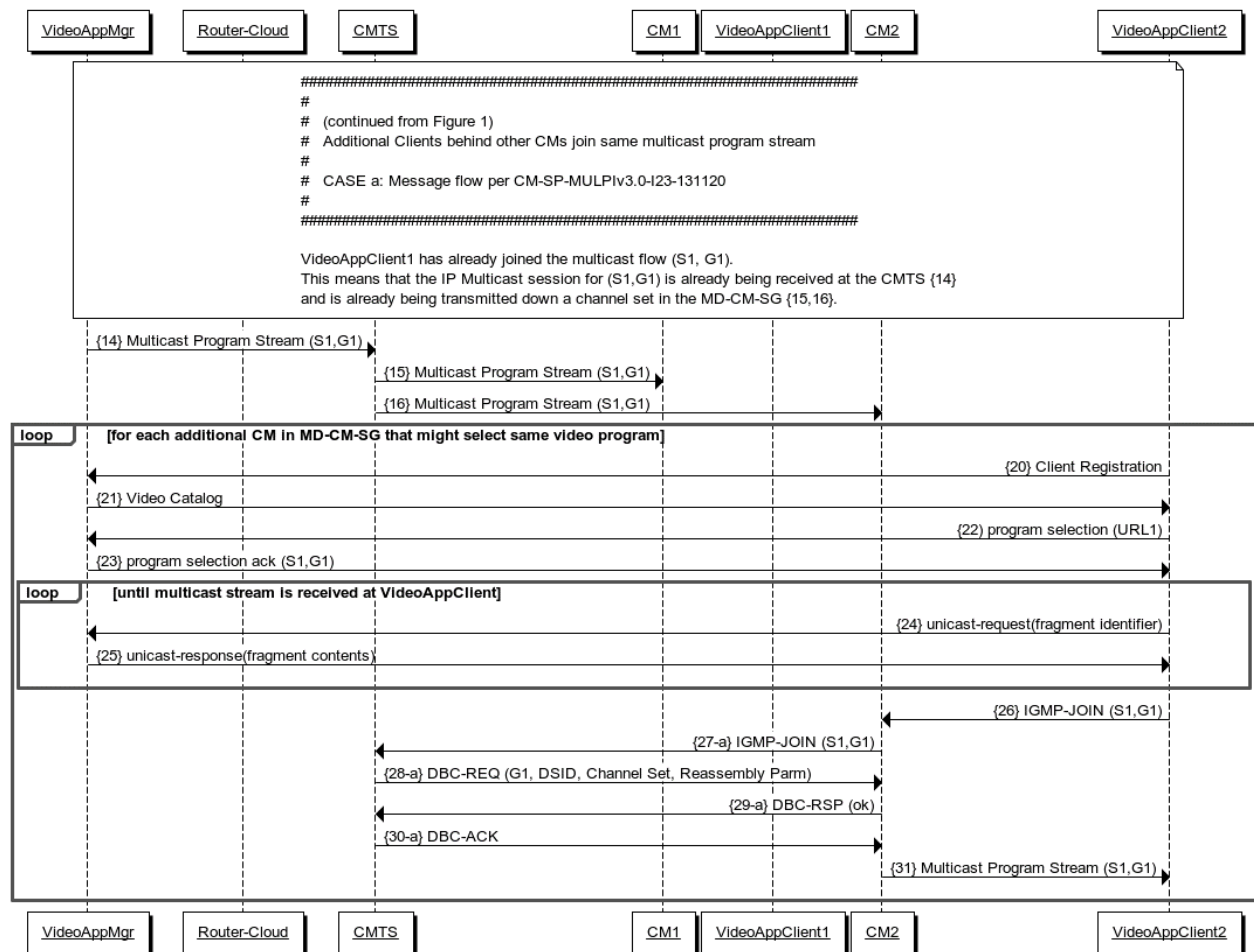 VideoAppMgr Router-Cloud CMTS CM1 VideoAppClient1 CM2 VideoAppClient2
###################################################################
#
# (continued from Figure 1)
# Additional Clients behind other CMs join same multicast program stream
#
# CASE a: Message flow per CM-SP-MULPIv3.0-I23-131120
#
###################################################################
VideoAppClient1 has already joined the multicast flow (S1, G1).
This means that the IP Multicast session for (S1,G1) is already being received at the CMTS {14}
and is already being transmitted down a channel set in the MD-CM-SG {15,16}.
{14} Multicast Program Stream (S1,G1)
{15} Multicast Program Stream (S1,G1)
{16} Multicast Program Stream (S1,G1)
loop [for each additional CM in MD-CM-SG that might select same video program]
{20} Client Registration
{21} Video Catalog
{22) program selection (URL1)
{23} program selection ack (S1,G1)
loop [until multicast stream is received at VideoAppClient]
{24} unicast-request(fragment identifier)
{25} unicast-response(fragment contents)
{26} IGMP-JOIN (S1,G1)
{27-a} IGMP-JOIN (S1,G1)
{28-a} DBC-REQ (G1, DSID, Channel Set, Reassembly Parm)
{29-a} DBC-RSP (ok)
{30-a} DBC-ACK
{31} Multicast Program Stream (S1,G1)
VideoAppMgr Router-Cloud CMTS CM1 VideoAppClient1 CM2 VideoAppClient2